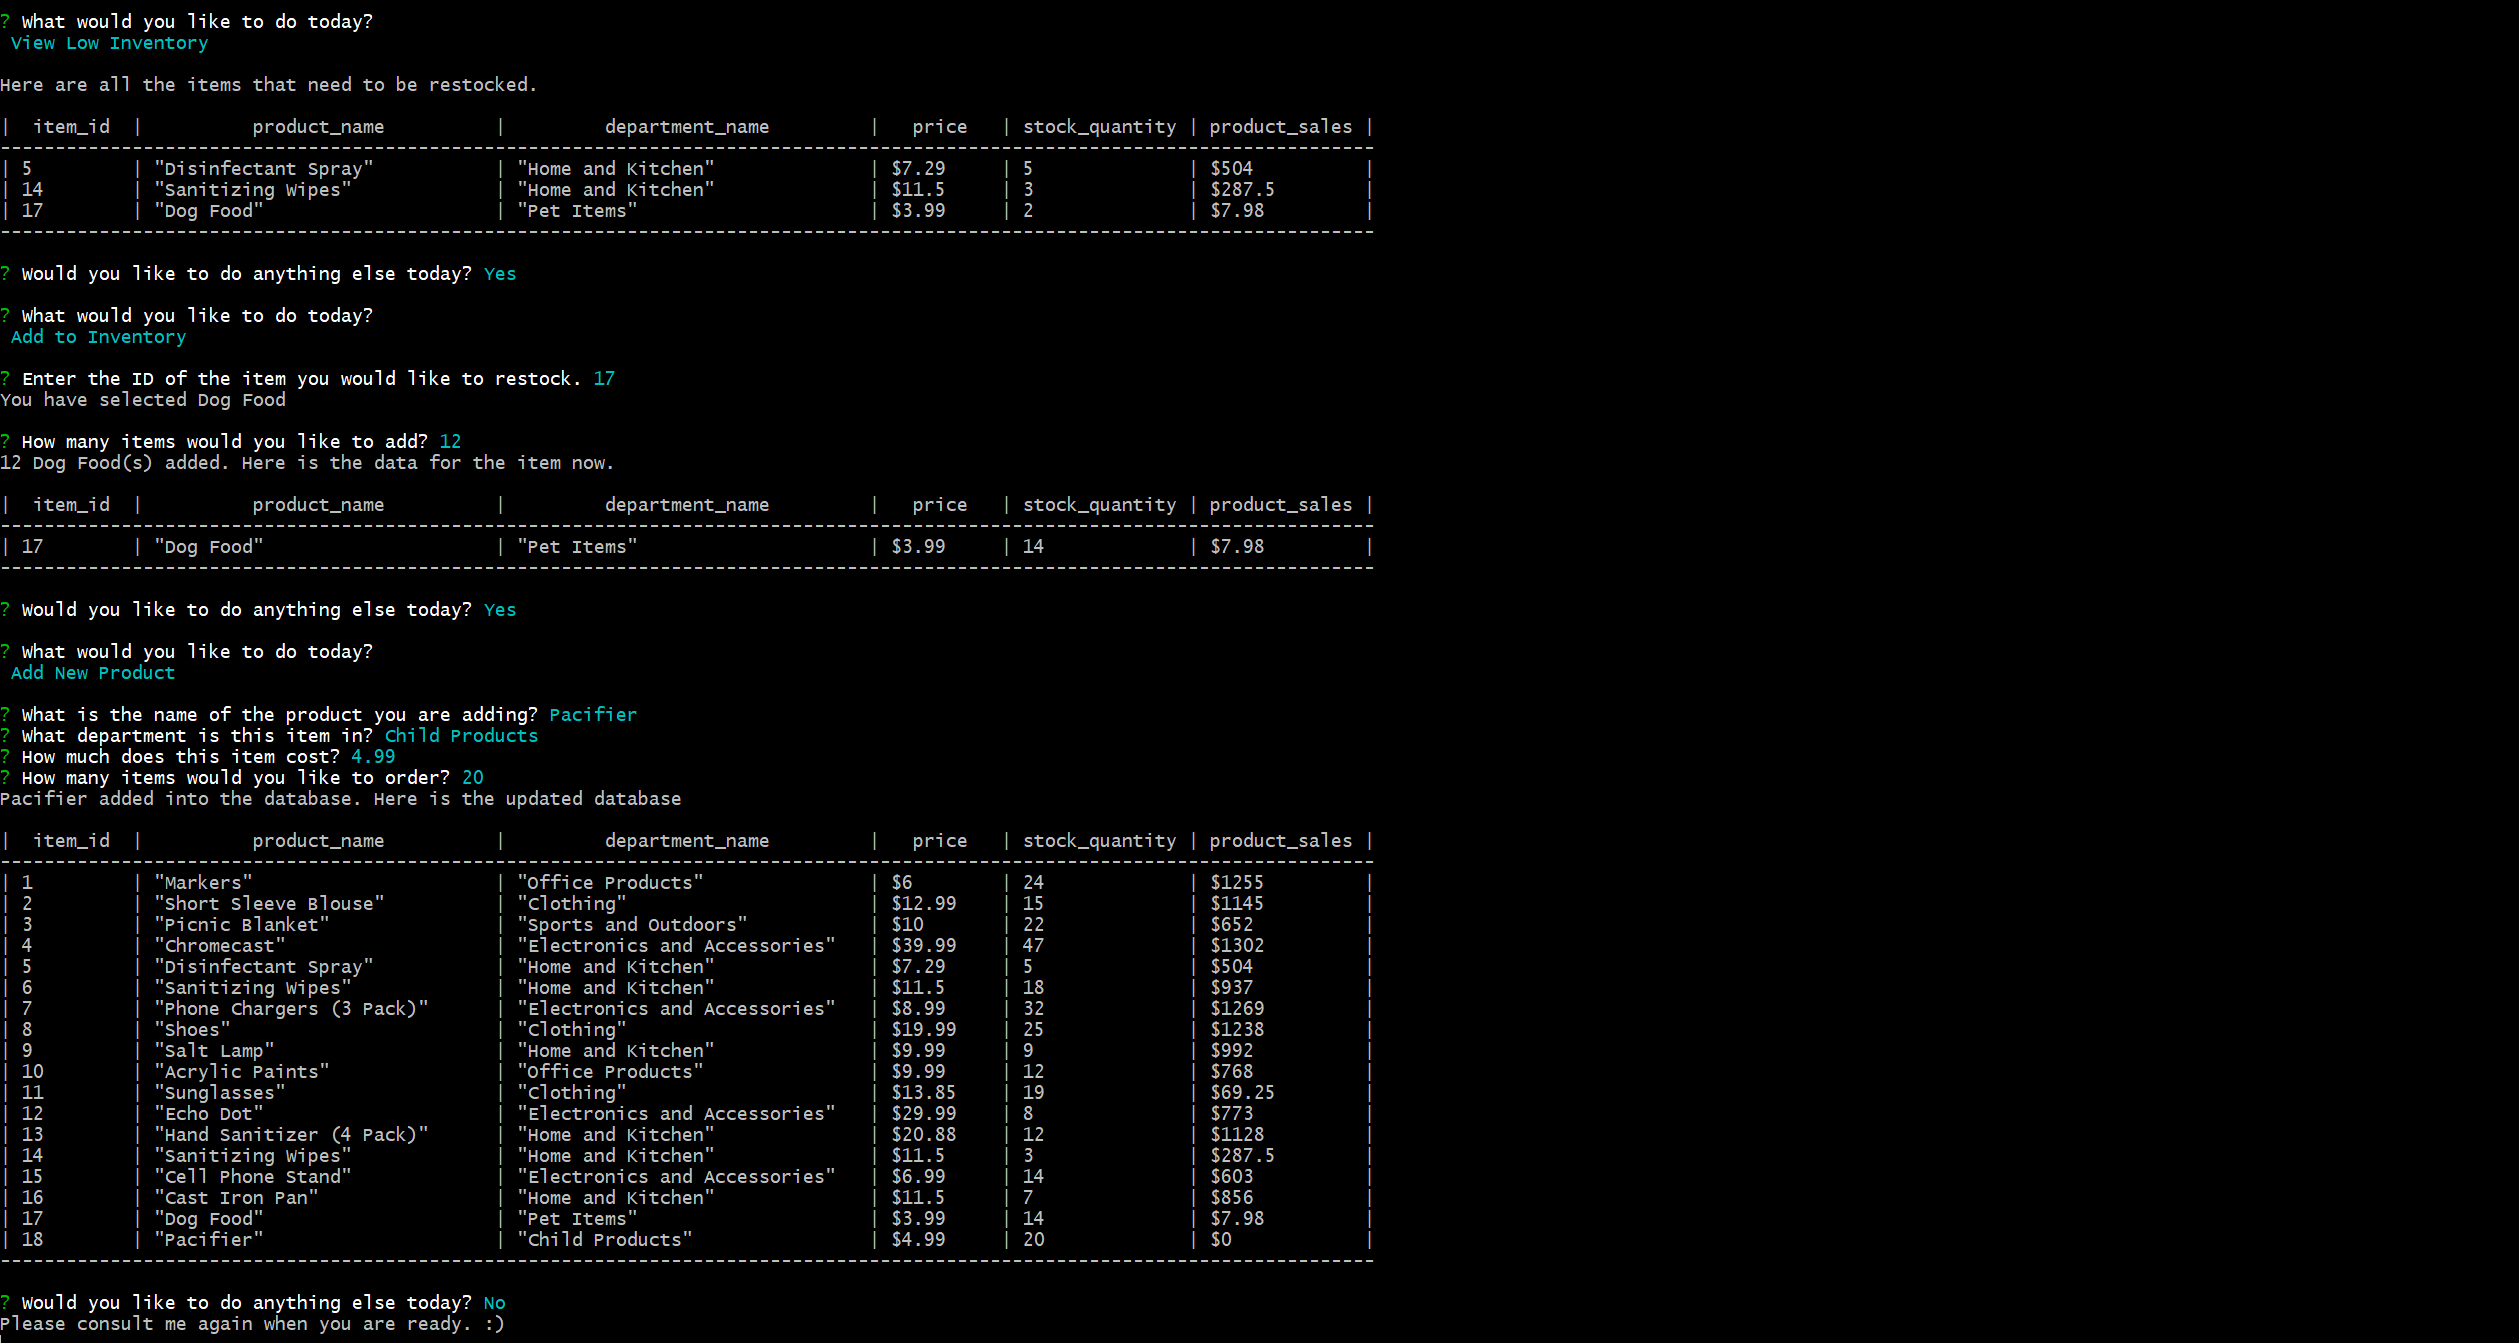 ? What would you like to do today?
View Low Inventory
Here are all the items that need to be restocked.
| item_id | product_name | department_name | price | stock_quantity | product_sales |
-----------------------------------------------------------------------------------------------------------------------------
| 5 | "Disinfectant Spray" | "Home and Kitchen" | $7.29 | 5 | $504 |
| 14 | "Sanitizing Wipes" | "Home and Kitchen" | $11.5 | 3 | $287.5 |
| 17 | "Dog Food" | "Pet Items" | $3.99 | 2 | $7.98 |
-----------------------------------------------------------------------------------------------------------------------------
? Would you like to do anything else today? Yes
? What would you like to do today?
Add to Inventory
? Enter the ID of the item you would like to restock. 17
You have selected Dog Food
? How many items would you like to add? 12
12 Dog Food(s) added. Here is the data for the item now.
| item_id | product_name | department_name | price | stock_quantity | product_sales |
-----------------------------------------------------------------------------------------------------------------------------
| 17 | "Dog Food" | "Pet Items" | $3.99 | 14 | $7.98 |
-----------------------------------------------------------------------------------------------------------------------------
? Would you like to do anything else today? Yes
? What would you like to do today?
Add New Product
? What is the name of the product you are adding? Pacifier
? What department is this item in? Child Products
? How much does this item cost? 4.99
? How many items would you like to order? 20
Pacifier added into the database. Here is the updated database
| item_id | product_name | department_name | price | stock_quantity | product_sales |
-----------------------------------------------------------------------------------------------------------------------------
| 1 | "Markers" | "Office Products" | $6 | 24 | $1255 |
| 2 | "Short Sleeve Blouse" | "Clothing" | $12.99 | 15 | $1145 |
| 3 | "Picnic Blanket" | "Sports and Outdoors" | $10 | 22 | $652 |
| 4 | "Chromecast" | "Electronics and Accessories" | $39.99 | 47 | $1302 |
| 5 | "Disinfectant Spray" | "Home and Kitchen" | $7.29 | 5 | $504 |
| 6 | "Sanitizing Wipes" | "Home and Kitchen" | $11.5 | 18 | $937 |
| 7 | "Phone Chargers (3 Pack)" | "Electronics and Accessories" | $8.99 | 32 | $1269 |
| 8 | "Shoes" | "Clothing" | $19.99 | 25 | $1238 |
| 9 | "Salt Lamp" | "Home and Kitchen" | $9.99 | 9 | $992 |
| 10 | "Acrylic Paints" | "Office Products" | $9.99 | 12 | $768 |
| 11 | "Sunglasses" | "Clothing" | $13.85 | 19 | $69.25 |
| 12 | "Echo Dot" | "Electronics and Accessories" | $29.99 | 8 | $773 |
| 13 | "Hand Sanitizer (4 Pack)" | "Home and Kitchen" | $20.88 | 12 | $1128 |
| 14 | "Sanitizing Wipes" | "Home and Kitchen" | $11.5 | 3 | $287.5 |
| 15 | "Cell Phone Stand" | "Electronics and Accessories" | $6.99 | 14 | $603 |
| 16 | "Cast Iron Pan" | "Home and Kitchen" | $11.5 | 7 | $856 |
| 17 | "Dog Food" | "Pet Items" | $3.99 | 14 | $7.98 |
| 18 | "Pacifier" | "Child Products" | $4.99 | 20 | $0 |
-----------------------------------------------------------------------------------------------------------------------------
? Would you like to do anything else today? No
Please consult me again when you are ready. :)